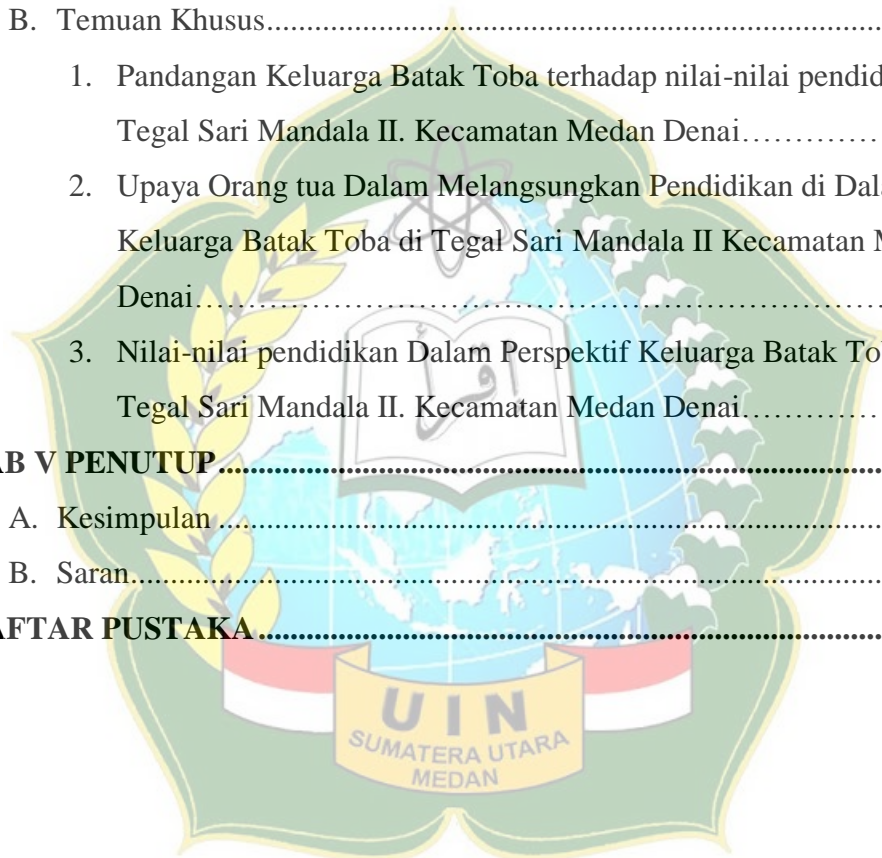 B. Temuan Khusus........................................................................................
1. Pandangan Keluarga Batak Toba terhadap nilai-nilai pendid
Tegal Sari Mandala II. Kecamatan Medan Denai……………
2. Upaya Orang tua Dalam Melangsungkan Pendidikan di Dala
Keluarga Batak Toba di Tegal Sari Mandala II Kecamatan M
Denai……………………………………………………………………
3. Nilai-nilai pendidikan Dalam Perspektif Keluarga Batak Tob
Tegal Sari Mandala II. Kecamatan Medan Denai……………
AB V PENUTUP........................................................................................
A. Kesimpulan........................................................................................
B. Saran........................................................................................
AFTAR PUSTAKA........................................................................................
اقرأ
UIN
SUMATERA UTARA
MEDAN